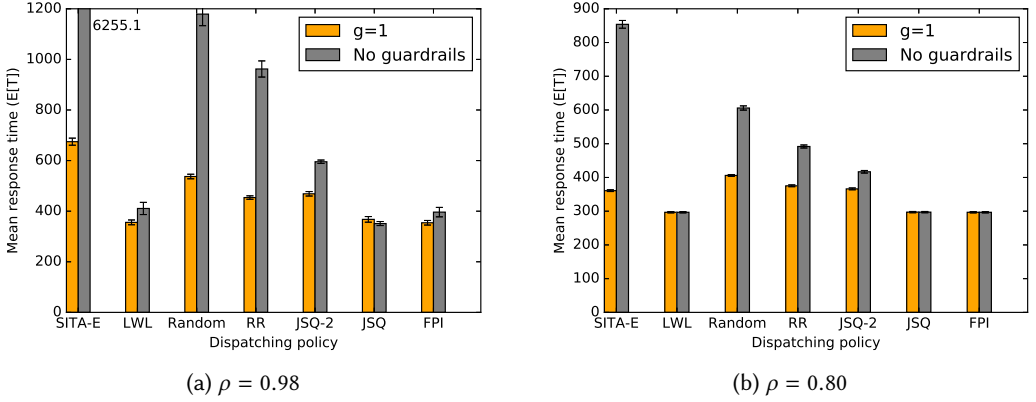 1200
1000
800
600
400
200
0
Mean response time (E[T])
6255.1
g=1
No guardrails
SITA-E LWL Random RR JSQ-2 JSQ FPI
Dispatching policy
(a) ρ = 0.98
900
800
700
600
500
400
300
200
100
0
Mean response time (E[T])
g=1
No guardrails
SITA-E LWL Random RR JSQ-2 JSQ FPI
Dispatching policy
(b) ρ = 0.80